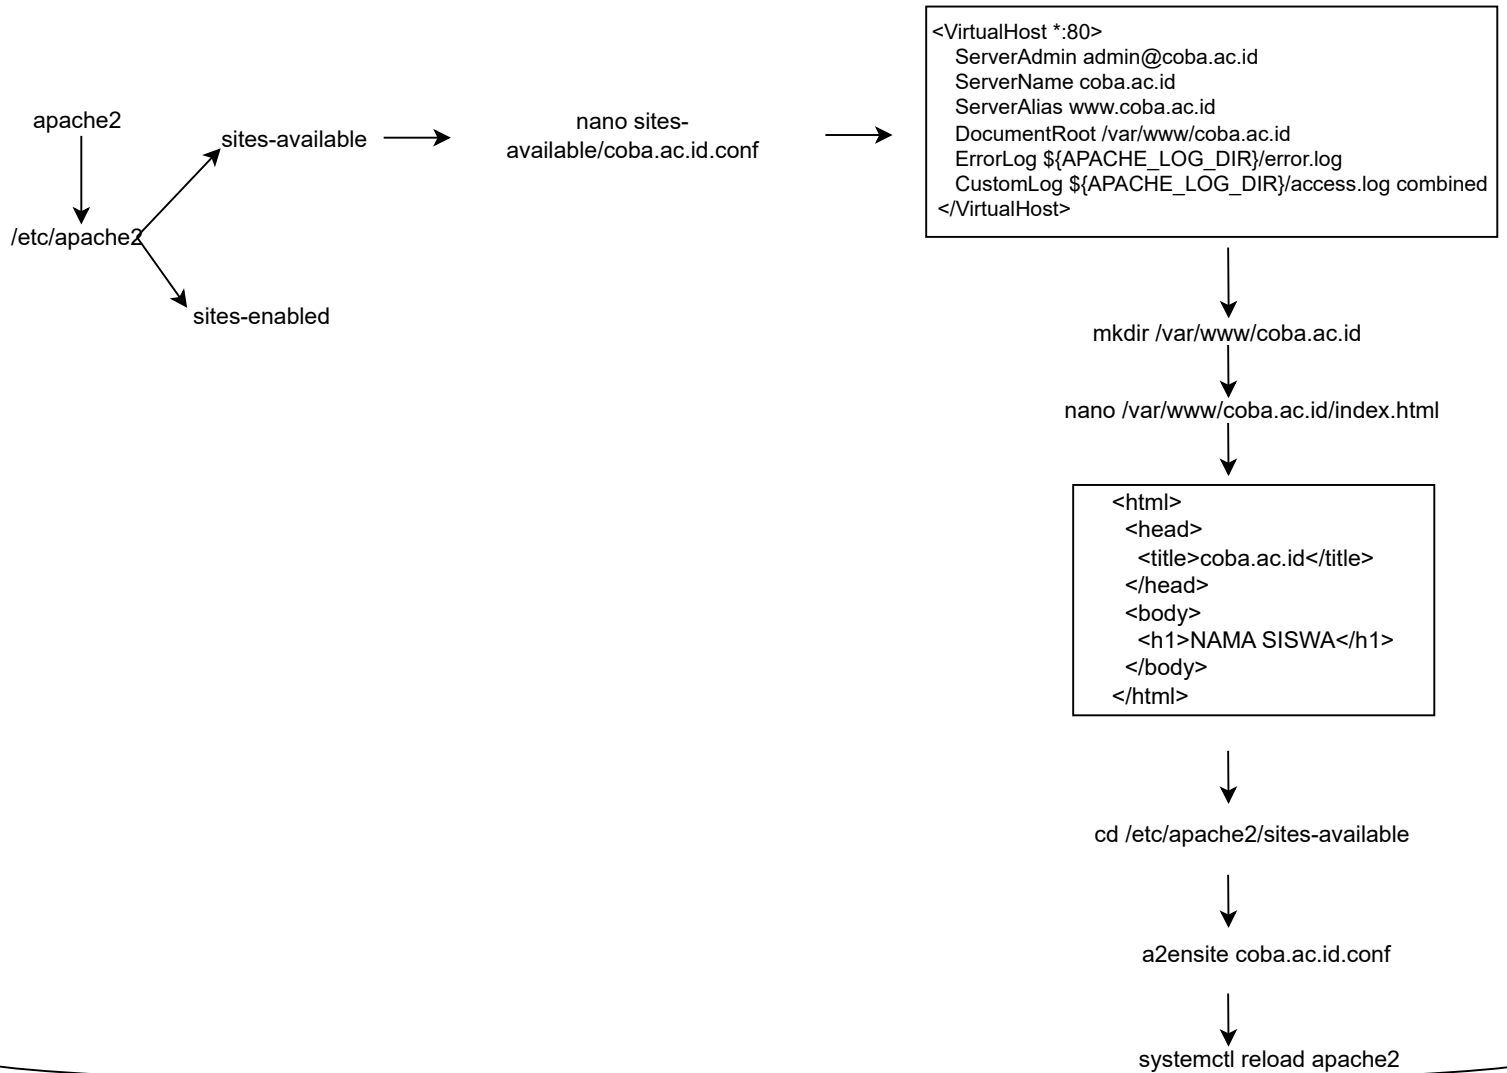 apache2
/etc/apache2
sites-available
sites-enabled
nano sites-
available/coba.ac.id.conf
<VirtualHost *:80>
ServerAdmin admin@coba.ac.id
ServerName coba.ac.id
ServerAlias www.coba.ac.id
DocumentRoot /var/www/coba.ac.id
ErrorLog ${APACHE_LOG_DIR}/error.log
CustomLog ${APACHE_LOG_DIR}/access.log combined
</VirtualHost>
mkdir /var/www/coba.ac.id
nano /var/www/coba.ac.id/index.html
<html>
<head>
<title>coba.ac.id</title>
</head>
<body>
<h1>NAMA SISWA</h1>
</body>
</html>
cd /etc/apache2/sites-available
a2ensite coba.ac.id.conf
systemctl reload apache2